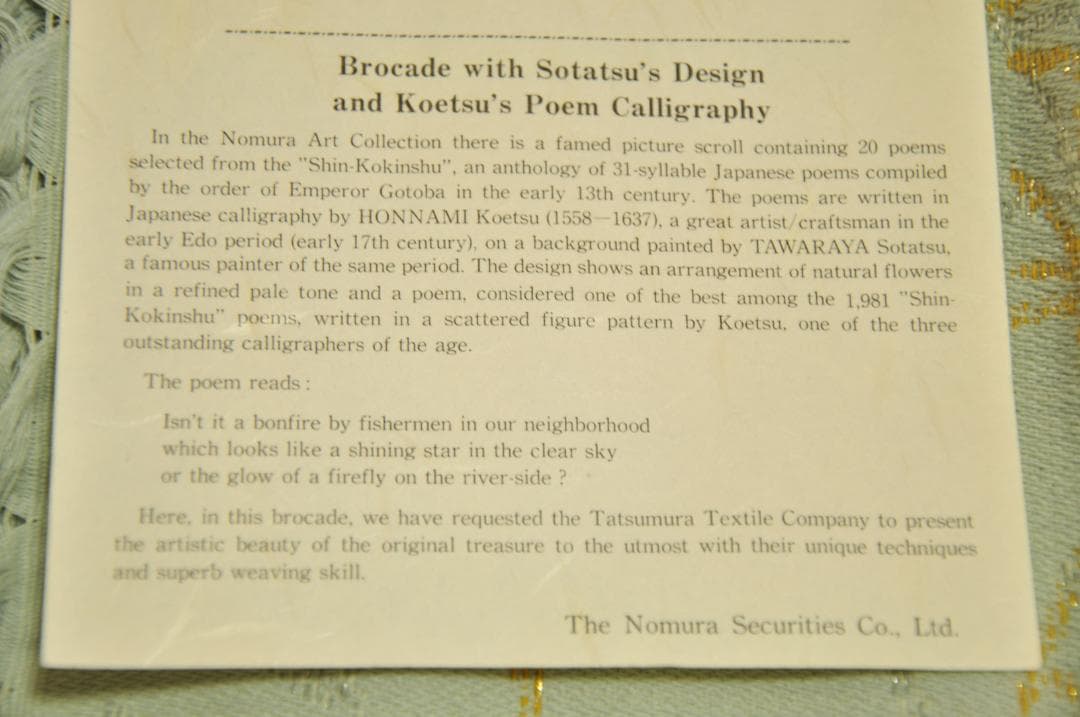 Brocade with Sotatsu's Design
and Koetsu's Poem Calligraphy
In the Nomura Art Collection there is a famed picture scroll containing 20 poems
selected from the "Shin-Kokinshu", an anthology of 31-syllable Japanese poems compiled
by the order of Emperor Gotoba in the early 13th century. The poems are written in
Japanese calligraphy by HONNAMI Koetsu (1558—1637), a great artist/craftsman in the
early Edo period (early 17th century), on a background painted by TAWARAYA Sotatsu,
a famous painter of the same period. The design shows an arrangement of natural flowers
in a refined pale tone and a poem, considered one of the best among the 1,981 "Shin-
Kokinshu" poems, written in a scattered figure pattern by Koetsu, one of the three
outstanding calligraphers of the age.
The poem reads :
Isn't it a bonfire by fishermen in our neighborhood
which looks like a shining star in the clear sky
or the glow of a firefly on the river-side ?
Here, in this brocade, we have requested the Tatsumura Textile Company to present
the artistic beauty of the original treasure to the utmost with their unique techniques
and superb weaving skill.
The Nomura Securities Co., Ltd.